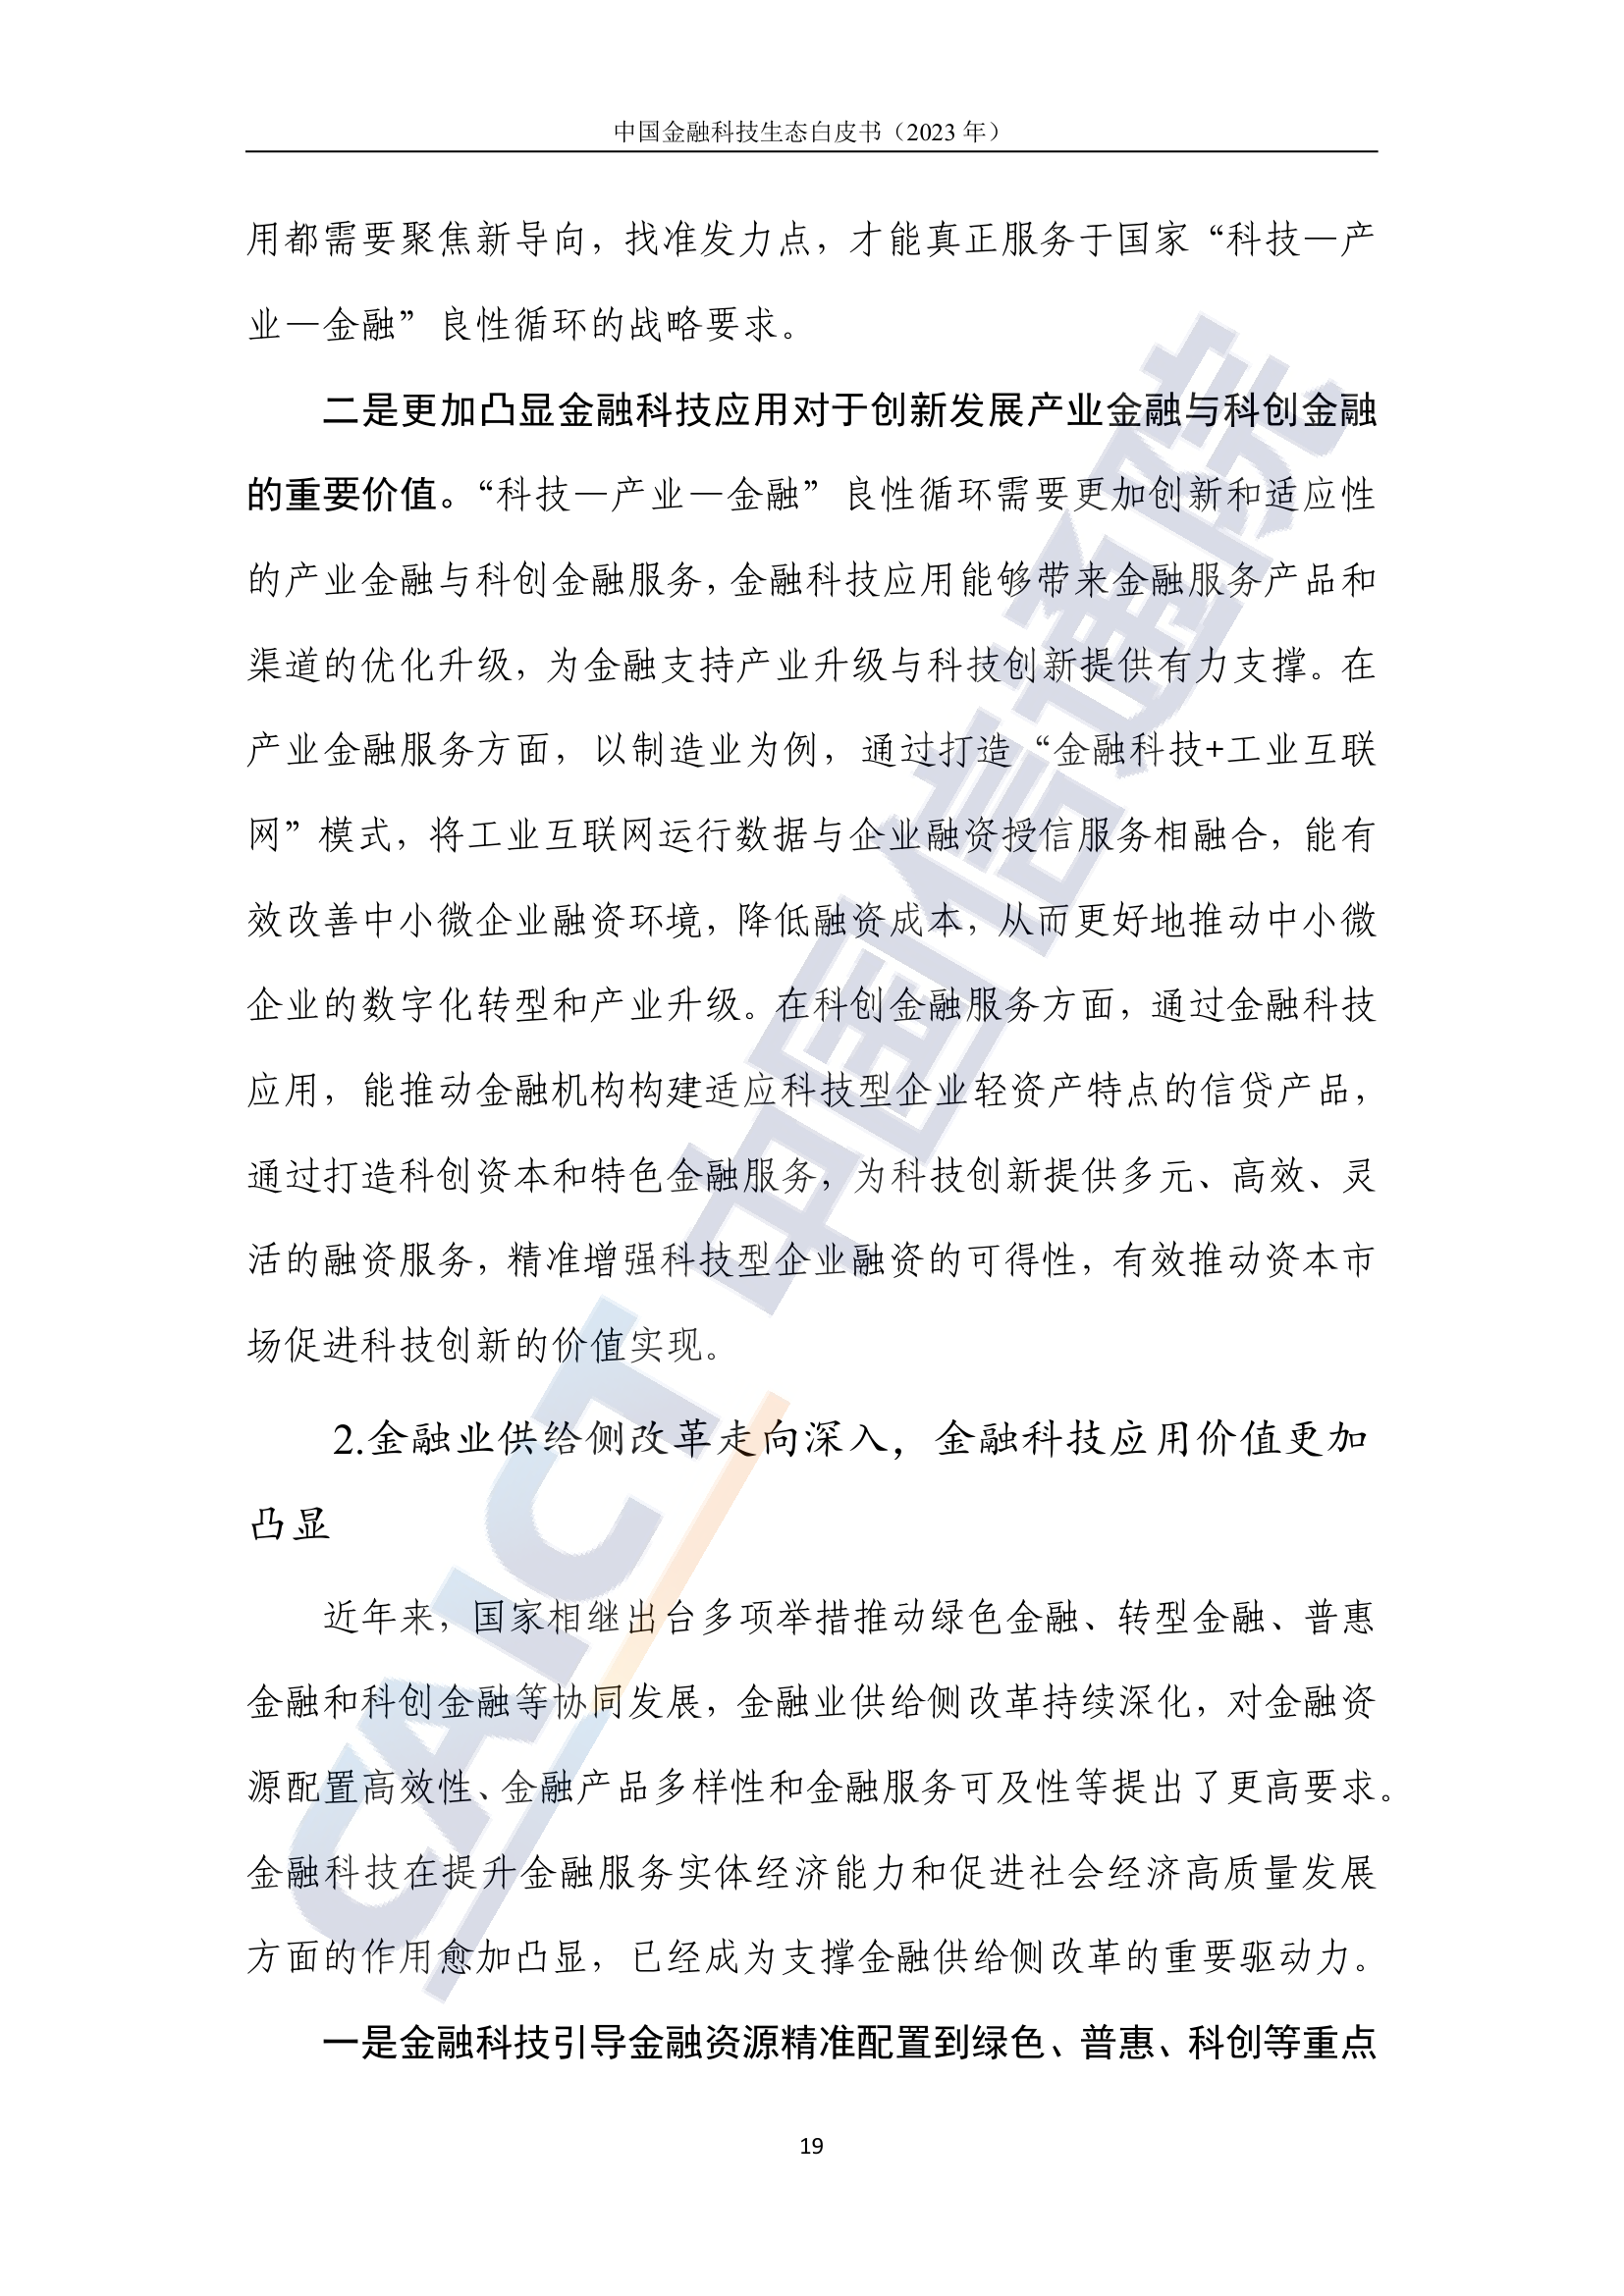 中国金融科技生态白皮书（2023 年）
用都需要聚焦新导向，找准发力点，才能真正服务于国家“科技—产
业—金融”良性循环的战略要求。
二是更加凸显金融科技应用对于创新发展产业金融与科创金融
的重要价值。“科技—产业—金融”良性循环需要更加创新和适应性
的产业金融与科创金融服务，金融科技应用能够带来金融服务产品和
渠道的优化升级，为金融支持产业升级与科技创新提供有力支撑。在
产业金融服务方面，以制造业为例，通过打造“金融科技+工业互联
网”模式，将工业互联网运行数据与企业融资授信服务相融合，能有
效改善中小微企业融资环境，降低融资成本，从而更好地推动中小微
企业的数字化转型和产业升级。在科创金融服务方面，通过金融科技
应用，能推动金融机构构建适应科技型企业轻资产特点的信贷产品，
通过打造科创资本和特色金融服务，为科技创新提供多元、高效、灵
活的融资服务，精准增强科技型企业融资的可得性，有效推动资本市
场促进科技创新的价值实现。
2.金融业供给侧改革走向深入，金融科技应用价值更加
凸显
近年来，国家相继出台多项举措推动绿色金融、转型金融、普惠
金融和科创金融等协同发展，金融业供给侧改革持续深化，对金融资
源配置高效性、金融产品多样性和金融服务可及性等提出了更高要求。
金融科技在提升金融服务实体经济能力和促进社会经济高质量发展
方面的作用愈加凸显，已经成为支撑金融供给侧改革的重要驱动力。
一是金融科技引导金融资源精准配置到绿色、普惠、科创等重点
19
CAICT 中国信通院